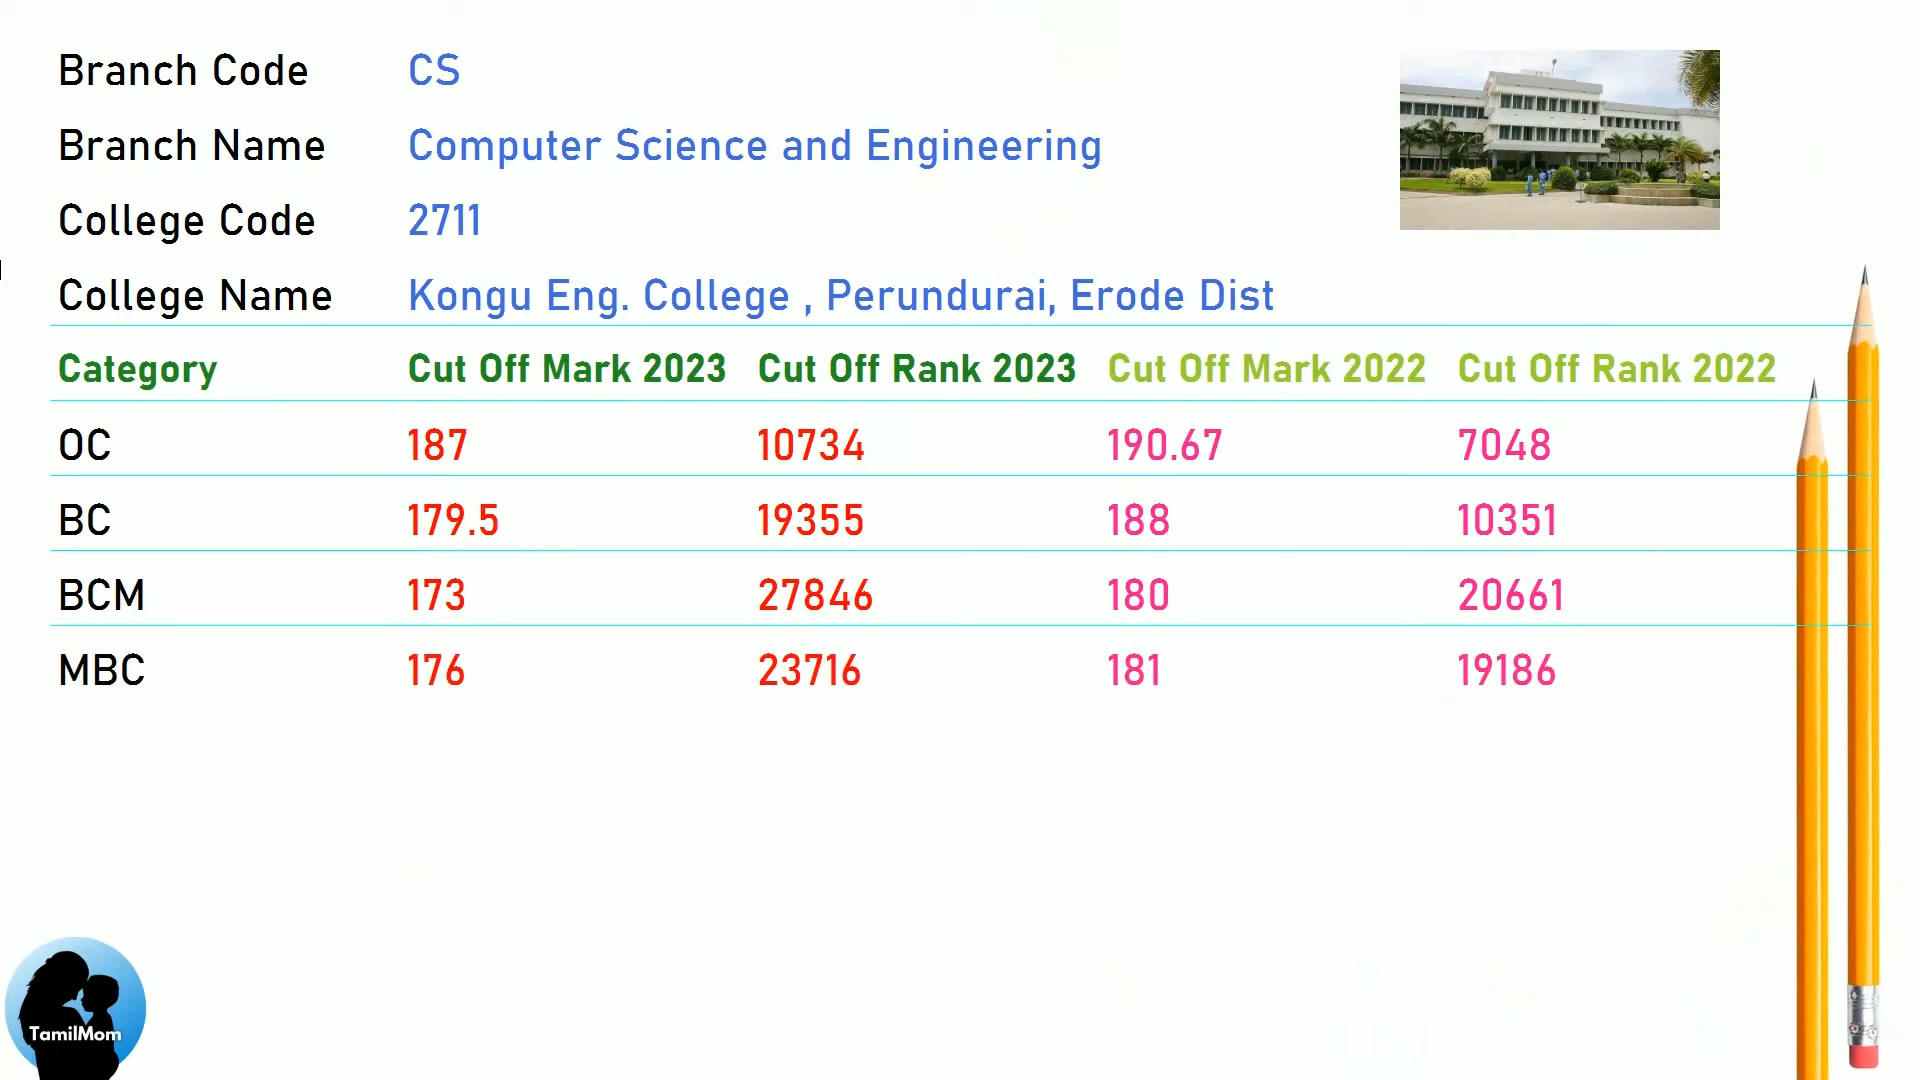 Branch Code CS
Branch Name Computer Science and Engineering
College Code 2711
College Name Kongu Eng. College , Perundurai, Erode Dist
Category Cut Off Mark 2023 Cut Off Rank 2023 Cut Off Mark 2022 Cut Off Rank 2022
OC 187 10734 190.67 7048
BC 179.5 19355 188 10351
BCM 173 27846 180 20661
MBC 176 23716 181 19186
TamilMom